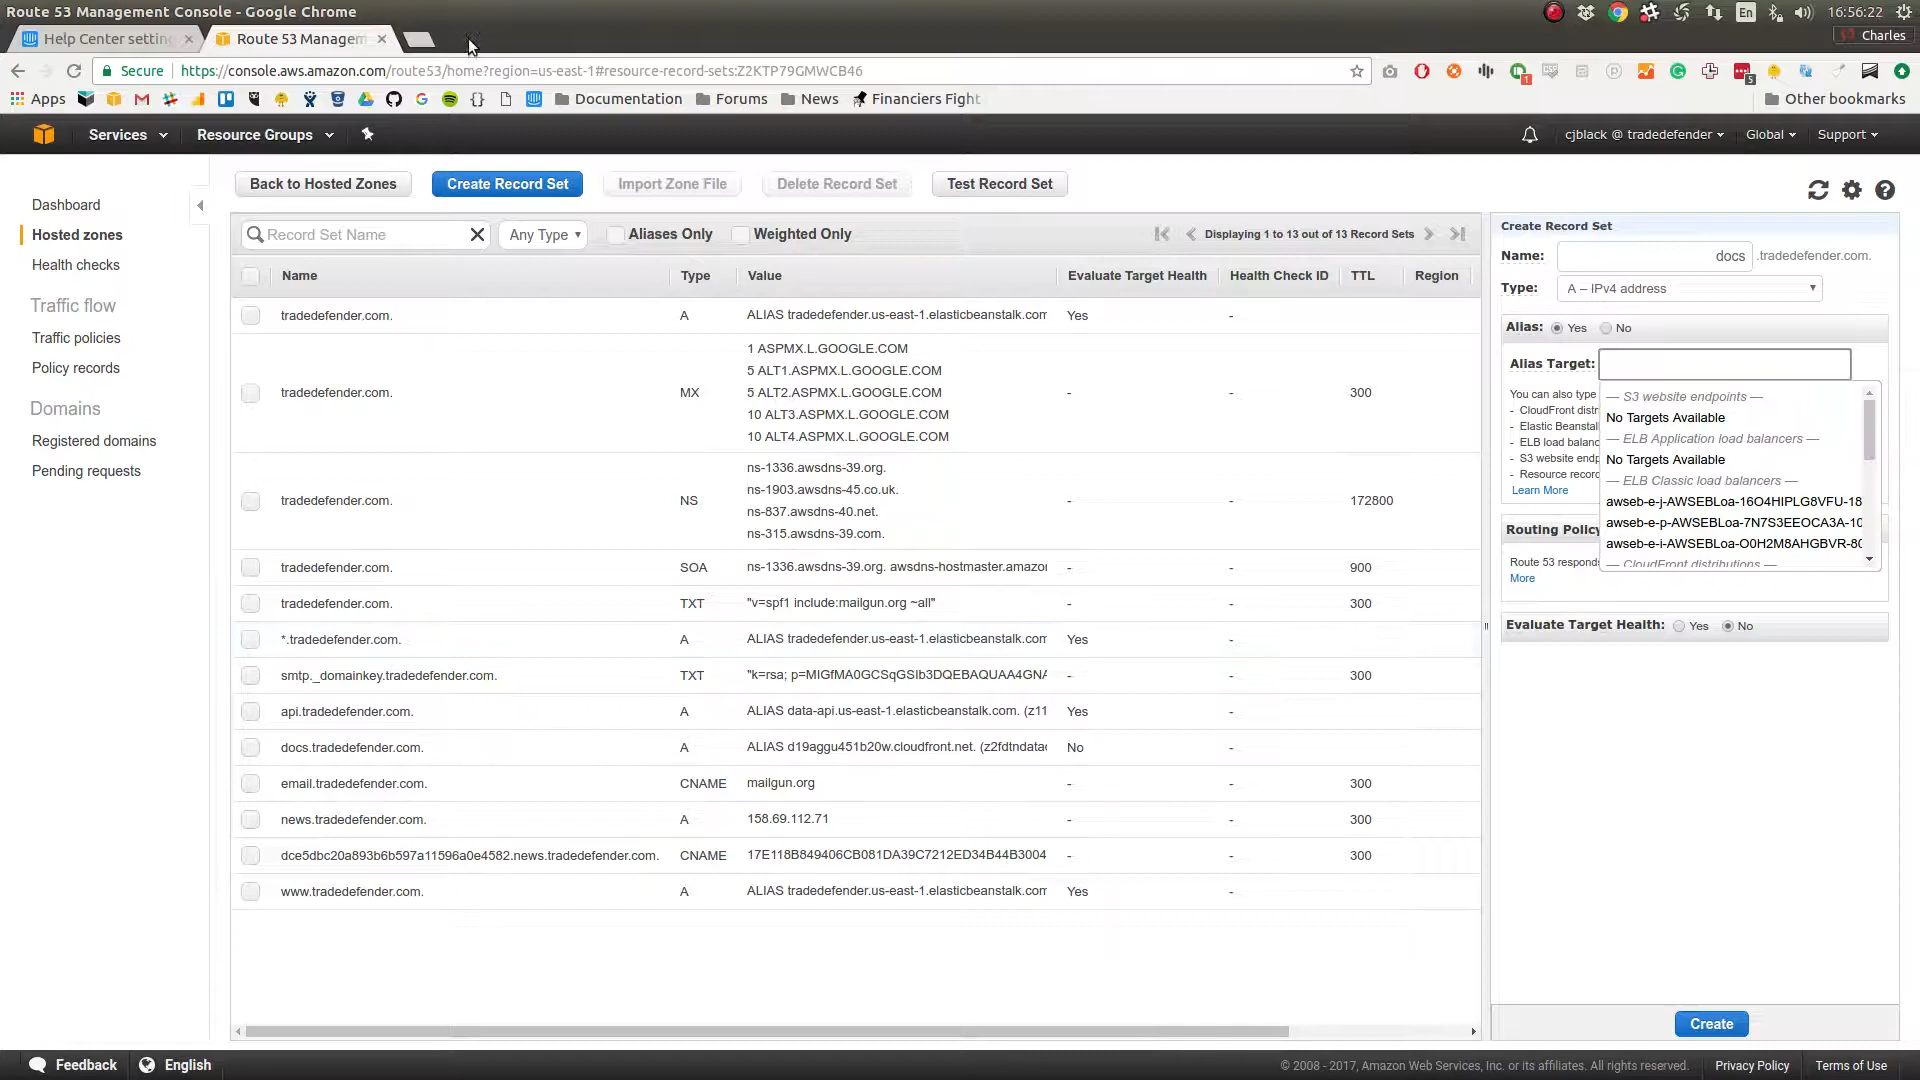 Route 53 Management Console - Google Chrome
En
16:56:22
Help Center setting
Route 53 Managem
Charles
Secure
https://console.aws.amazon.com/route53/home?region=us-east-1#resource-record-sets:Z2KTP79GMWCB46
Apps
Documentation
Forums
News
Financiers Fight
Other bookmarks
Services
Resource Groups
cjblack @ tradedefender
Global
Support
Dashboard
Hosted zones
Health checks
Traffic flow
Traffic policies
Policy records
Domains
Registered domains
Pending requests
Back to Hosted Zones
Create Record Set
Import Zone File
Delete Record Set
Test Record Set
Record Set Name
Any Type
Aliases Only
Weighted Only
Displaying 1 to 13 out of 13 Record Sets
Name Type Value Evaluate Target Health Health Check ID TTL Region
tradedefender.com. A ALIAS tradedefender.us-east-1.elasticbeanstalk.com Yes -
tradedefender.com. MX
1 ASPMX.L.GOOGLE.COM
5 ALT1.ASPMX.L.GOOGLE.COM
5 ALT2.ASPMX.L.GOOGLE.COM
10 ALT3.ASPMX.L.GOOGLE.COM
10 ALT4.ASPMX.L.GOOGLE.COM
- - 300
tradedefender.com. NS
ns-1336.awsdns-39.org.
ns-1903.awsdns-45.co.uk.
ns-837.awsdns-40.net.
ns-315.awsdns-39.com.
- - 172800
tradedefender.com. SOA ns-1336.awsdns-39.org. awsdns-hostmaster.amazon - - 900
tradedefender.com. TXT "v=spf1 include:mailgun.org ~all" - - 300
*.tradedefender.com. A ALIAS tradedefender.us-east-1.elasticbeanstalk.com Yes -
smtp._domainkey.tradedefender.com. TXT "k=rsa; p=MIGfMA0GCSqGSIb3DQEBAQUAA4GNA - - 300
api.tradedefender.com. A ALIAS data-api.us-east-1.elasticbeanstalk.com. (z11 Yes -
docs.tradedefender.com. A ALIAS d19aggu451b20w.cloudfront.net. (z2fdtndatac No -
email.tradedefender.com. CNAME mailgun.org - - 300
news.tradedefender.com. A 158.69.112.71 - - 300
dce5dbc20a893b6b597a11596a0e4582.news.tradedefender.com. CNAME 17E118B849406CB081DA39C7212ED34B44B3004 - - 300
www.tradedefender.com. A ALIAS tradedefender.us-east-1.elasticbeanstalk.com Yes -
Create Record Set
Name: docs .tradedefender.com.
Type: A – IPv4 address
Alias: Yes No
Alias Target:
You can also type
- CloudFront distr
- Elastic Beanstal
- ELB load balanc
- S3 website endp
- Resource recor
Learn More
— S3 website endpoints —
No Targets Available
— ELB Application load balancers —
No Targets Available
— ELB Classic load balancers —
awseb-e-j-AWSEBLoa-16O4HIPLG8VFU-18
awseb-e-p-AWSEBLoa-7N7S3EEOCA3A-10
awseb-e-i-AWSEBLoa-O0H2M8AHGBVR-80
— CloudFront distributions —
Routing Policy
Route 53 responds
More
Evaluate Target Health: Yes No
Create
Feedback
English
© 2008 - 2017, Amazon Web Services, Inc. or its affiliates. All rights reserved.
Privacy Policy
Terms of Use